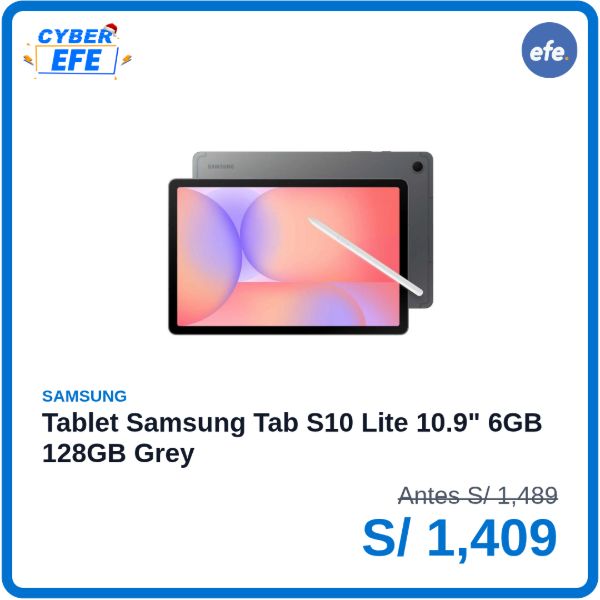 CYBER
EFE
efe.
SAMSUNG
SAMSUNG
Tablet Samsung Tab S10 Lite 10.9" 6GB
128GB Grey
Antes S/ 1,489
S/ 1,409